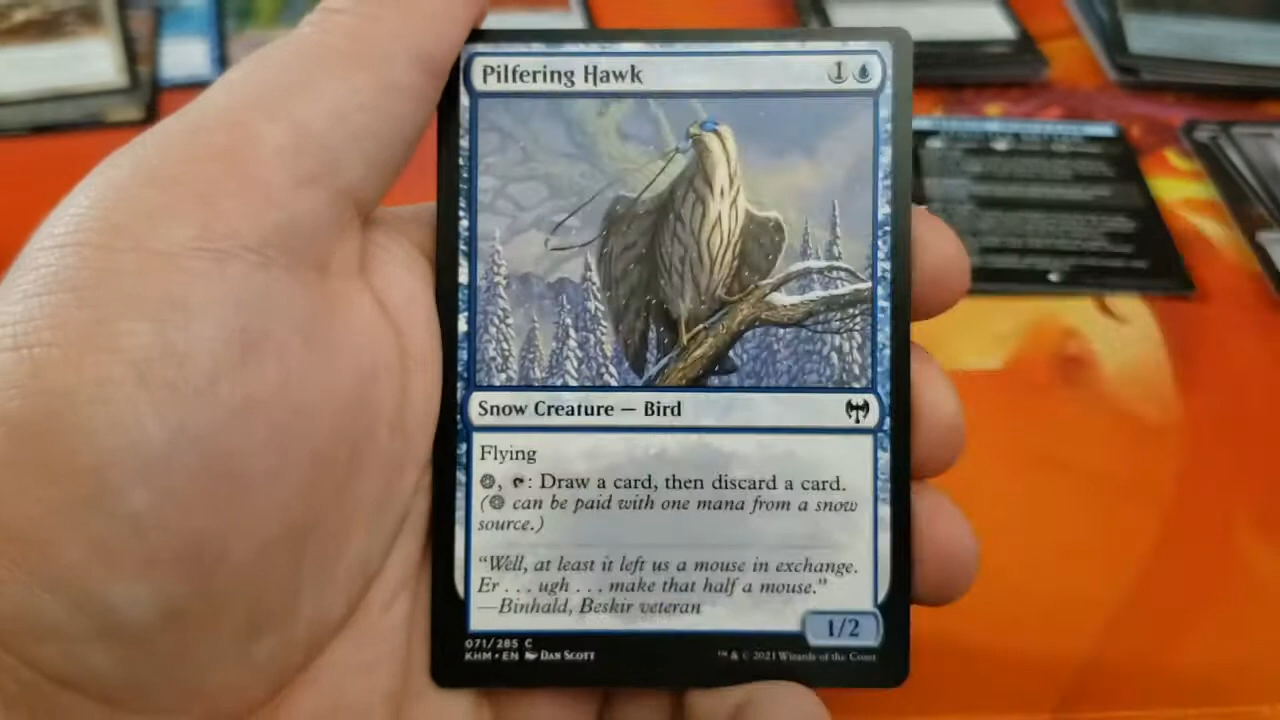 Pilfering Hawk 1
Snow Creature — Bird
Flying
, : Draw a card, then discard a card.
( can be paid with one mana from a snow
source.)
“Well, at least it left us a mouse in exchange.
Er . . . ugh . . . make that half a mouse.”
—Binhald, Beskir veteran
1/2
071/285 C
KHM • EN Dan Scott
™ & © 2021 Wizards of the Coast